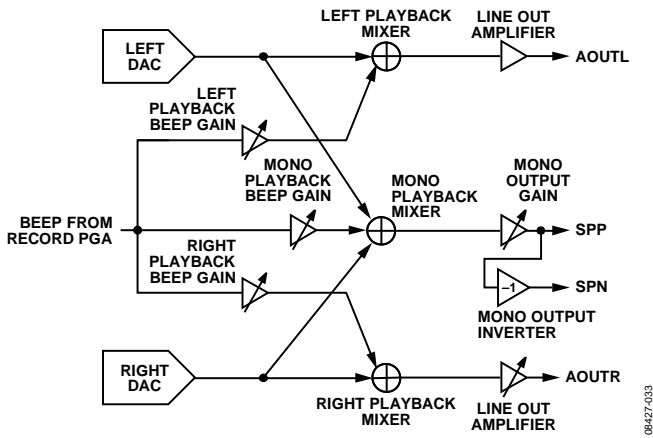 LEFT PLAYBACK
MIXER
LINE OUT
AMPLIFIER
LEFT
DAC
AOUTL
LEFT
PLAYBACK
BEEP GAIN
MONO
PLAYBACK
BEEP GAIN
MONO
PLAYBACK
MIXER
MONO
OUTPUT
GAIN
BEEP FROM
RECORD PGA
SPP
RIGHT
PLAYBACK
BEEP GAIN
–1
SPN
MONO OUTPUT
INVERTER
RIGHT
DAC
AOUTR
RIGHT PLAYBACK
MIXER
LINE OUT
AMPLIFIER
08427-033